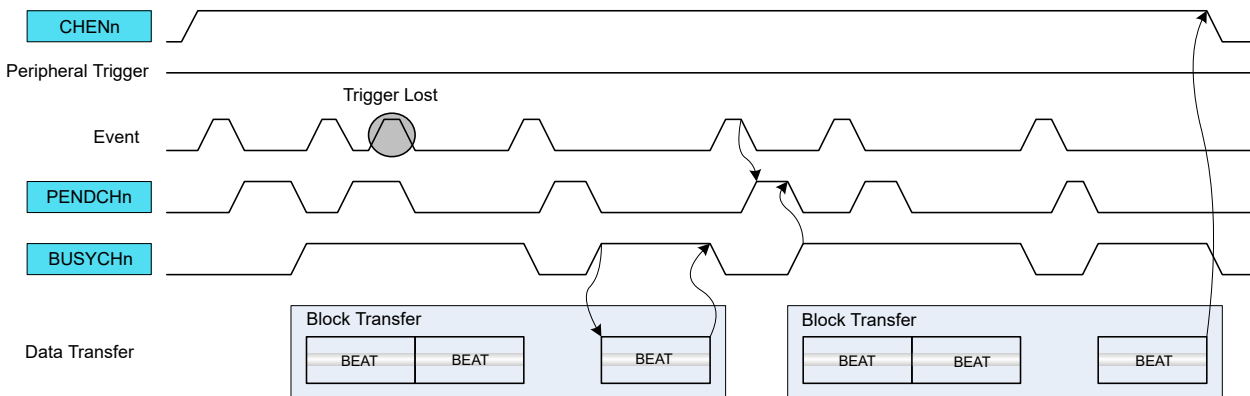 CHENn
Peripheral Trigger
Trigger Lost
Event
PENDCHn
BUSYCHn
Block Transfer
Block Transfer
Data Transfer
BEAT
BEAT
BEAT
BEAT
BEAT
BEAT